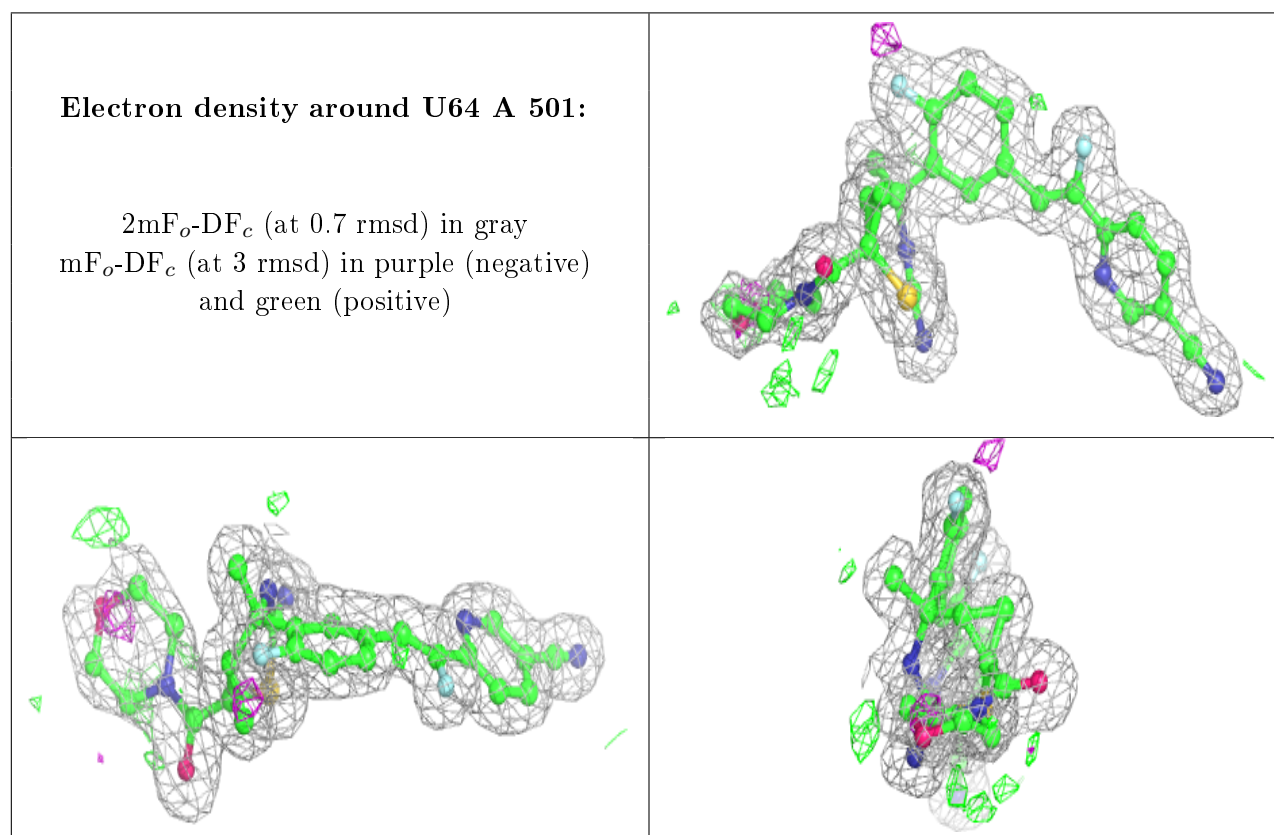 Electron density around U64 A 501:
2mFo-DFc (at 0.7 rmsd) in gray
mFo-DFc (at 3 rmsd) in purple (negative)
and green (positive)